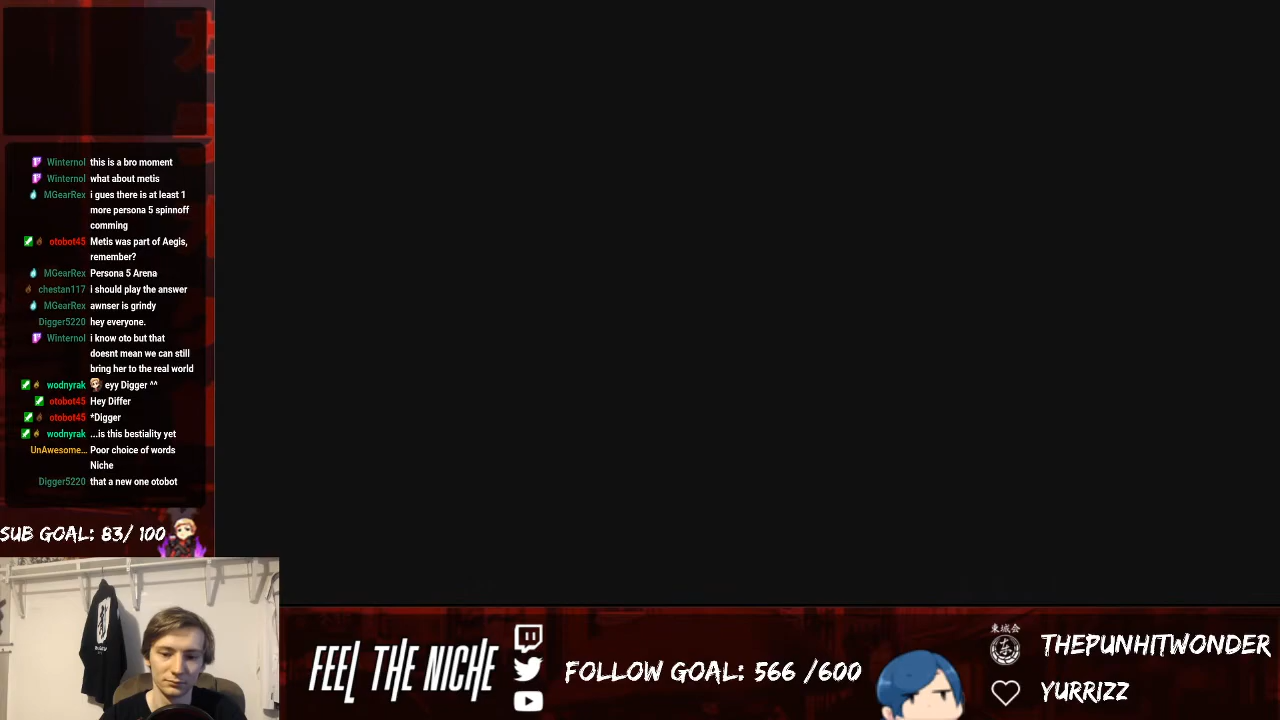 Winternol this is a bro moment
Winternol what about metis
MGearRex i gues there is at least 1
more persona 5 spinnoff
comming
otobot45 Metis was part of Aegis,
remember?
MGearRex Persona 5 Arena
chestan117 i should play the answer
MGearRex awnser is grindy
Digger5220 hey everyone.
Winternol i know oto but that
doesnt mean we can still
bring her to the real world
wodnyrak eyy Digger ^^
otobot45 Hey Differ
otobot45 *Digger
wodnyrak ...is this bestiality yet
UnAwesome... Poor choice of words
Niche
Digger5220 that a new one otobot
SUB GOAL: 83/ 100
FEEL THE NICHE
FOLLOW GOAL: 566 /600
東城会
THEPUNHITWONDER
YURRIZZ